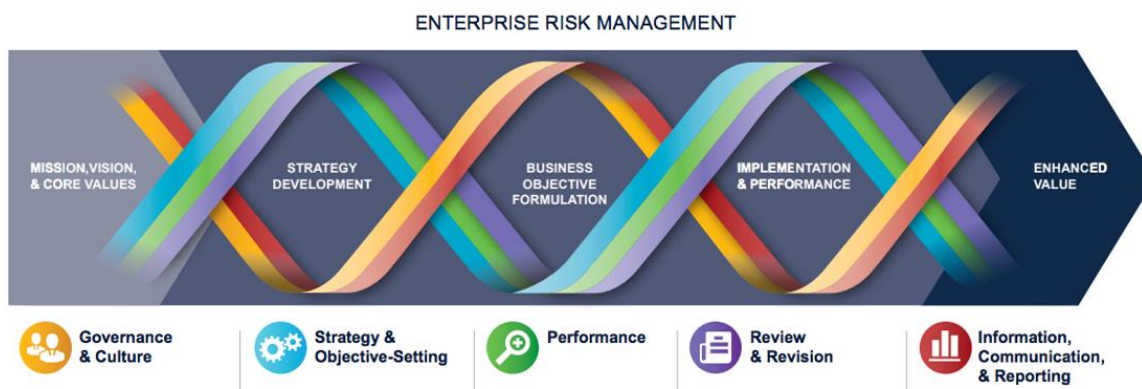 ENTERPRISE RISK MANAGEMENT
MISSION, VISION,
& CORE VALUES
STRATEGY
DEVELOPMENT
BUSINESS
OBJECTIVE
FORMULATION
IMPLEMENTATION
& PERFORMANCE
ENHANCED
VALUE
Governance
& Culture
Strategy &
Objective-Setting
Performance
Review
& Revision
Information,
Communication,
& Reporting